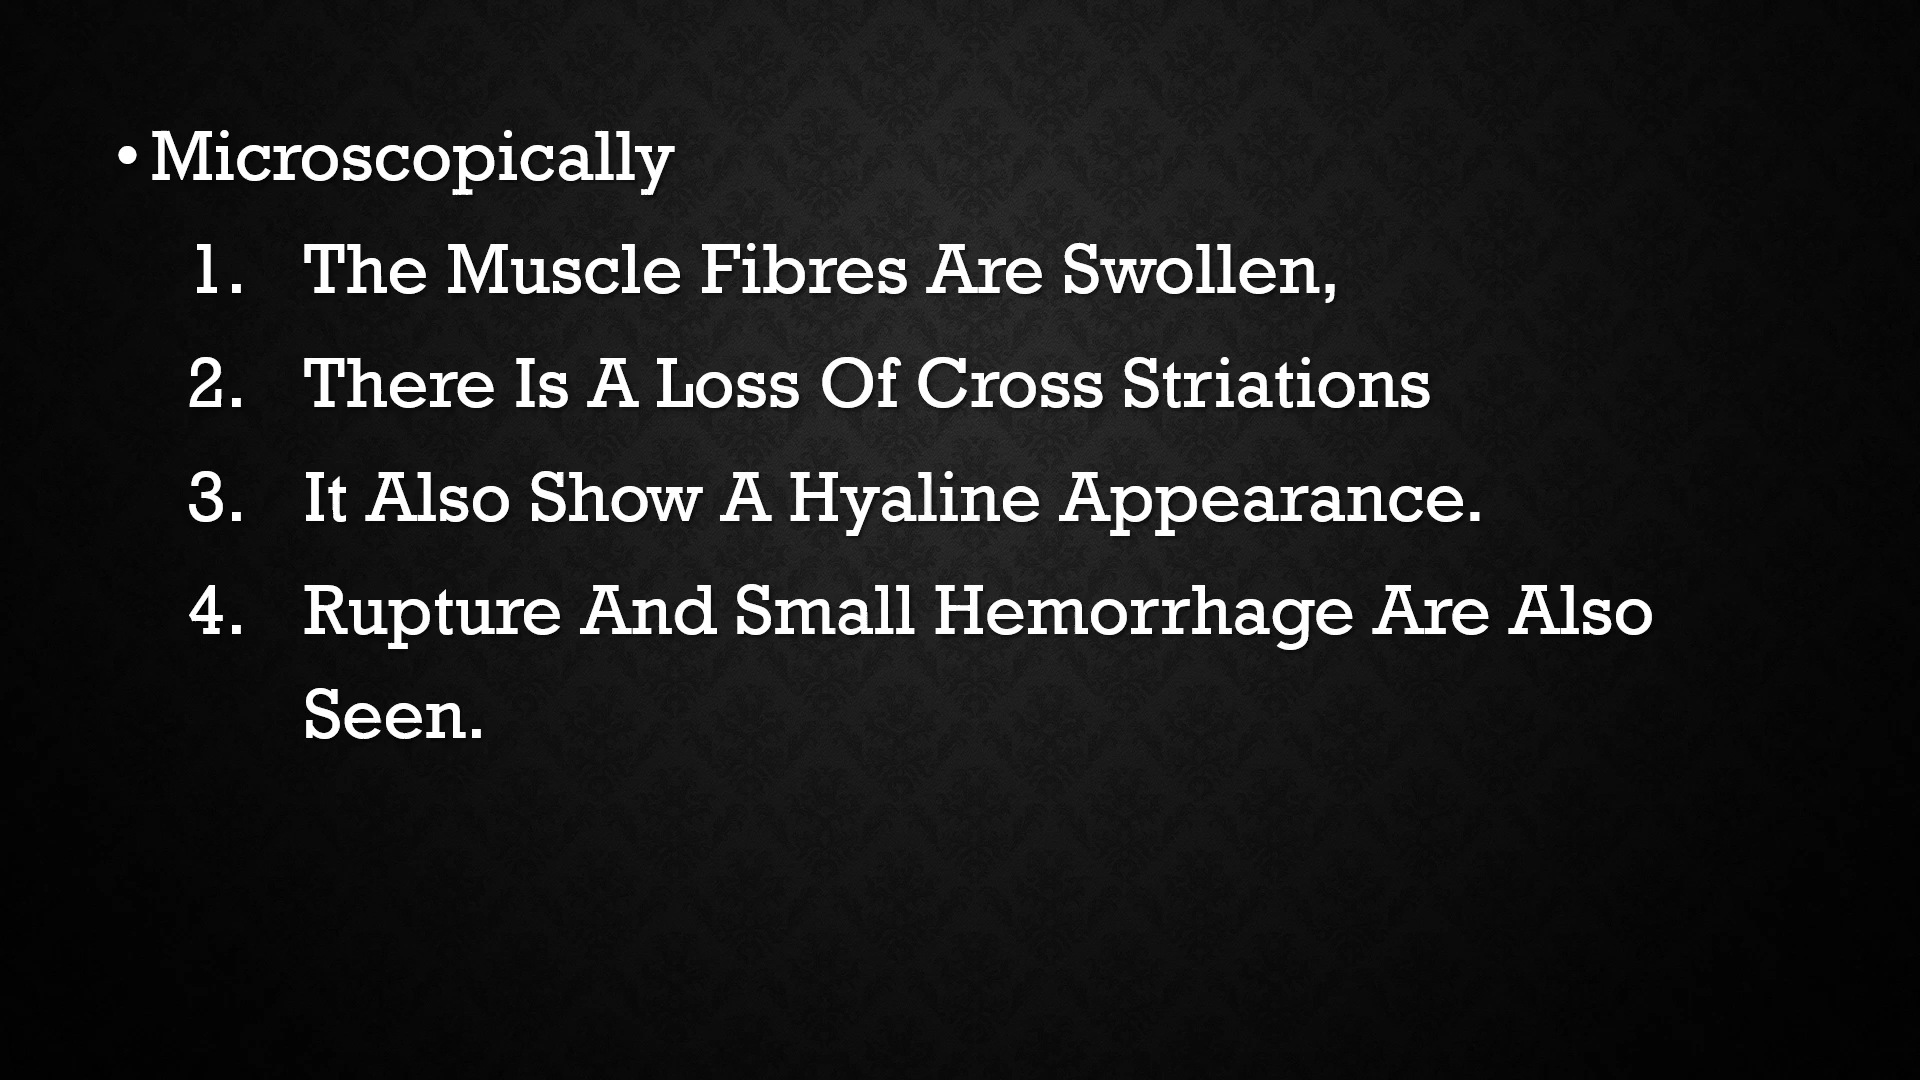 • Microscopically
1. The Muscle Fibres Are Swollen,
2. There Is A Loss Of Cross Striations
3. It Also Show A Hyaline Appearance.
4. Rupture And Small Hemorrhage Are Also
Seen.